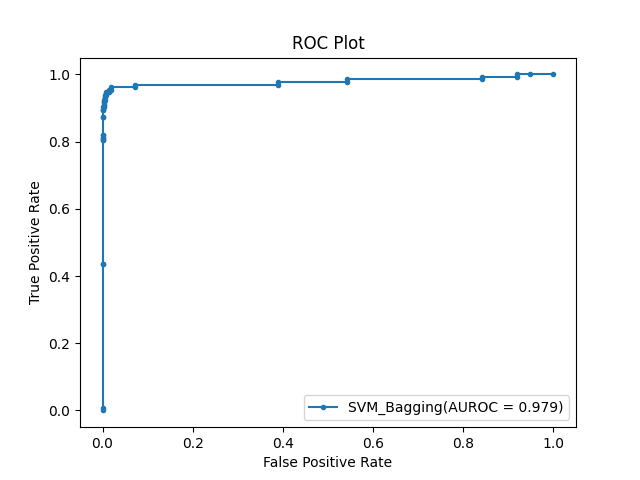 ROC Plot
1.0
0.8
0.6
0.4
0.2
0.0
True Positive Rate
SVM_Bagging(AUROC = 0.979)
0.0 0.2 0.4 0.6 0.8 1.0
False Positive Rate